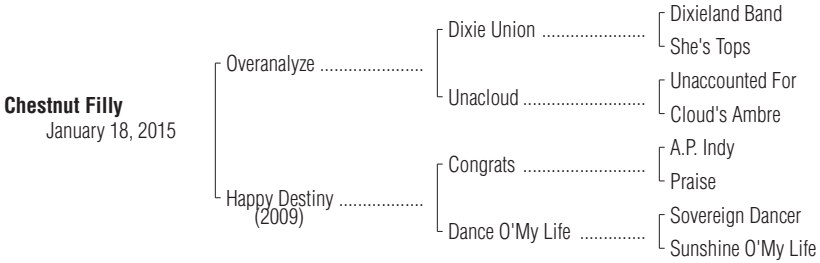 Chestnut Filly
January 18, 2015
Overanalyze ......................
Happy Destiny ..................
(2009)
Dixie Union ......................
Unacloud ..........................
Congrats ..........................
Dance O'My Life ..............
Dixieland Band
She's Tops
Unaccounted For
Cloud's Ambre
A.P. Indy
Praise
Sovereign Dancer
Sunshine O'My Life